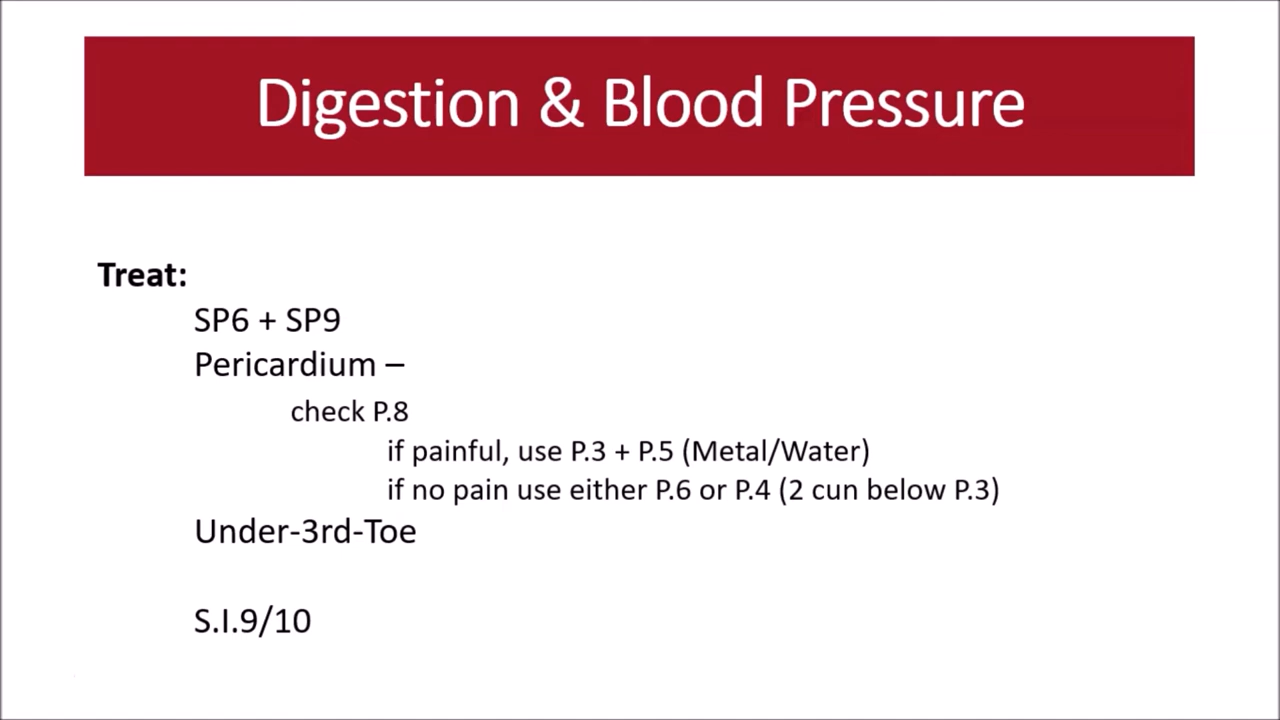 Digestion & Blood Pressure
Treat:
SP6 + SP9
Pericardium –
check P.8
if painful, use P.3 + P.5 (Metal/Water)
if no pain use either P.6 or P.4 (2 cun below P.3)
Under-3rd-Toe
S.I.9/10